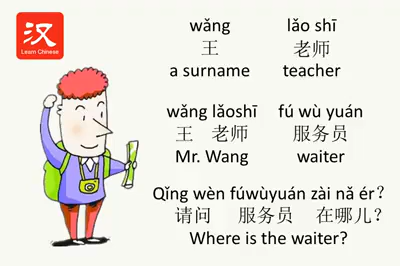 汉
Learn Chinese
wǎng lǎo shī
王 老师
a surname teacher
wǎng lǎoshī fú wù yuán
王 老师 服务员
Mr. Wang waiter
Qǐng wèn fúwùyuán zài nǎ ér?
请问 服务员 在哪儿?
Where is the waiter?